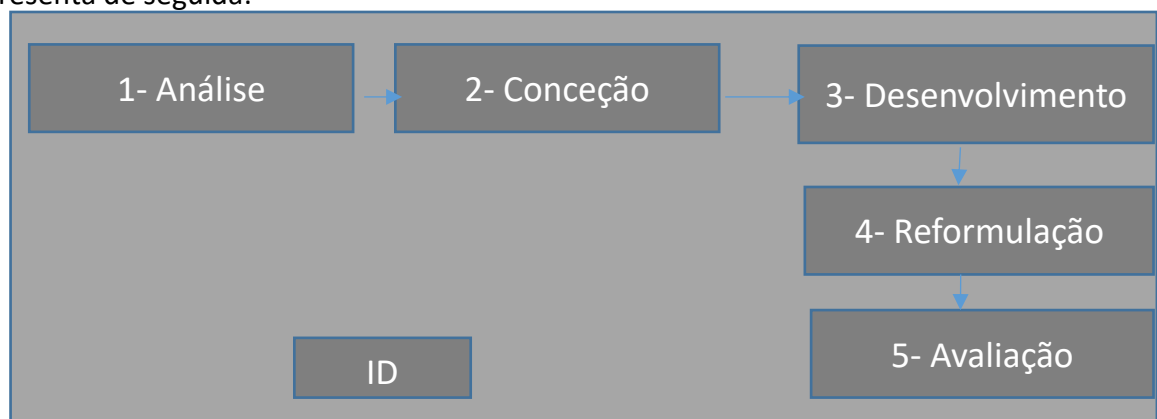 1- Análise
2- Conceção
3- Desenvolvimento
4- Reformulação
5- Avaliação
ID